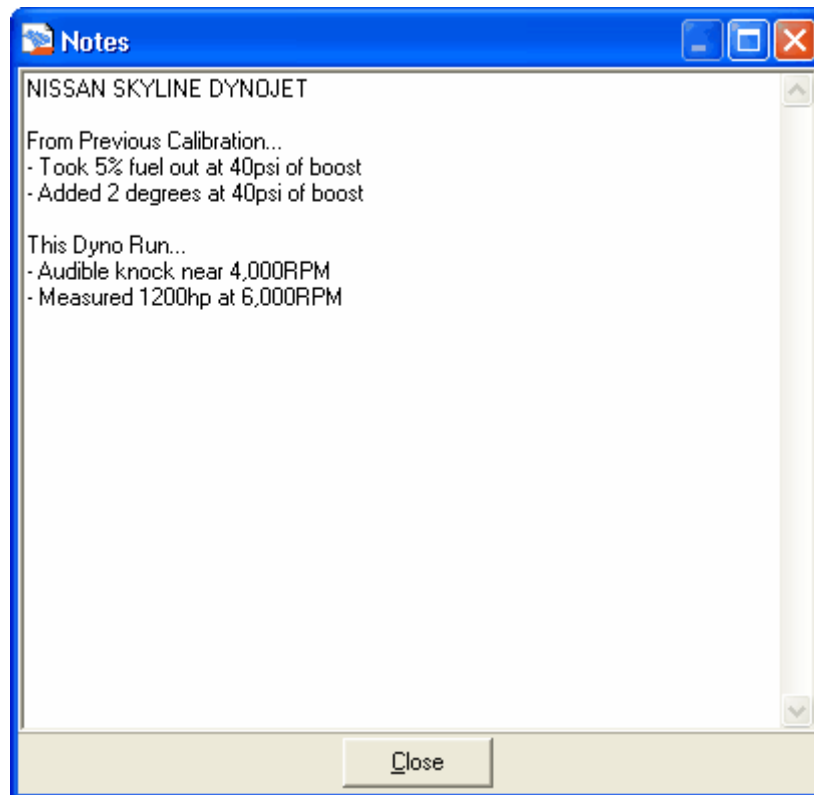 Notes
NISSAN SKYLINE DYNOJET
From Previous Calibration...
- Took 5% fuel out at 40psi of boost
- Added 2 degrees at 40psi of boost
This Dyno Run...
- Audible knock near 4,000RPM
- Measured 1200hp at 6,000RPM
Close